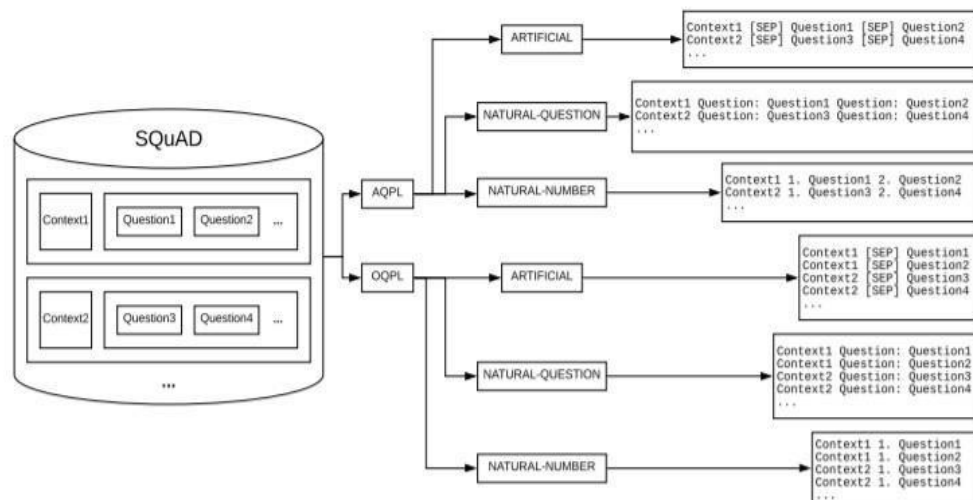 SQuAD
Context1
Question1
Question2
...
Context2
Question3
Question4
...
...
AQPL
OQPL
ARTIFICIAL
Context1 [SEP] Question1 [SEP] Question2
Context2 [SEP] Question3 [SEP] Question4
...
NATURAL-QUESTION
Context1 Question: Question1 Question: Question2
Context2 Question: Question3 Question: Question4
...
NATURAL-NUMBER
Context1 1. Question1 2. Question2
Context2 1. Question3 2. Question4
...
ARTIFICIAL
Context1 [SEP] Question1
Context1 [SEP] Question2
Context2 [SEP] Question3
Context2 [SEP] Question4
...
NATURAL-QUESTION
Context1 Question: Question1
Context1 Question: Question2
Context2 Question: Question3
Context2 Question: Question4
...
NATURAL-NUMBER
Context1 1. Question1
Context1 1. Question2
Context2 1. Question3
Context2 1. Question4
...